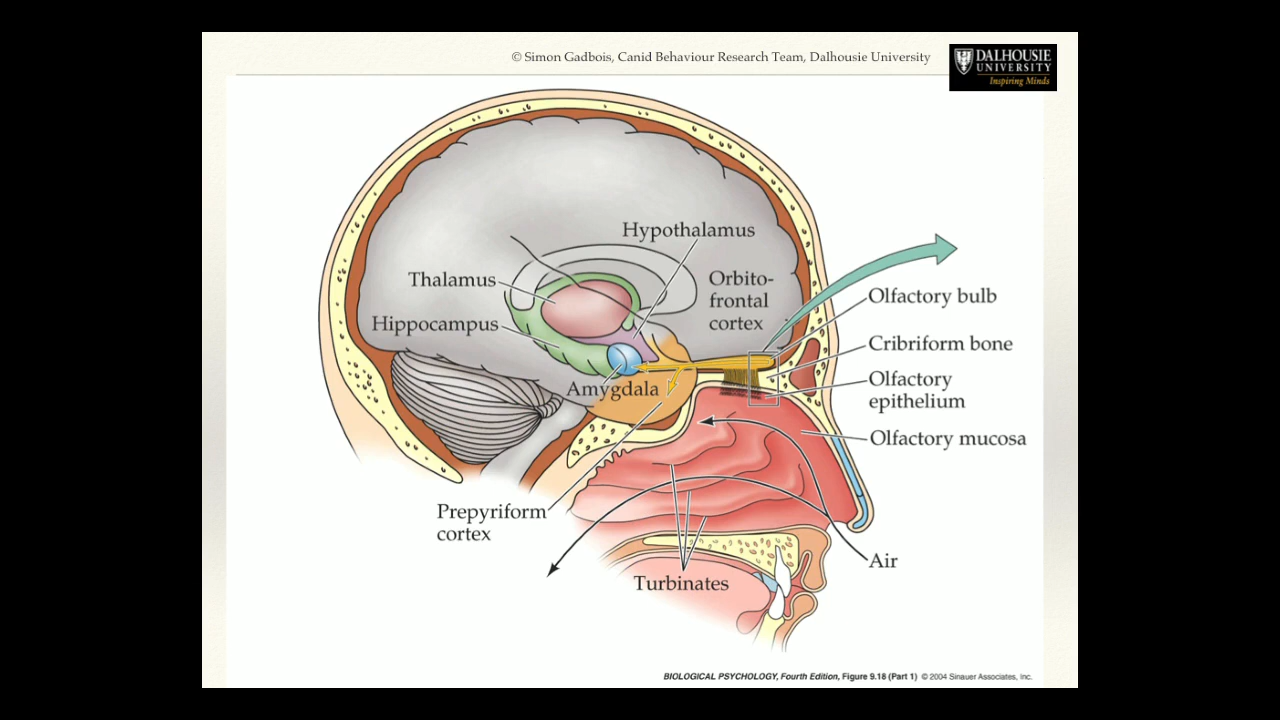 © Simon Gadbois, Canid Behaviour Research Team, Dalhousie University
DALHOUSIE
UNIVERSITY
Inspiring Minds
Hypothalamus
Thalamus
Orbito-
frontal
cortex
Hippocampus
Olfactory bulb
Cribriform bone
Olfactory
epithelium
Amygdala
Olfactory mucosa
Prepyriform
cortex
Air
Turbinates
BIOLOGICAL PSYCHOLOGY, Fourth Edition, Figure 9.18 (Part 1) © 2004 Sinauer Associates, Inc.